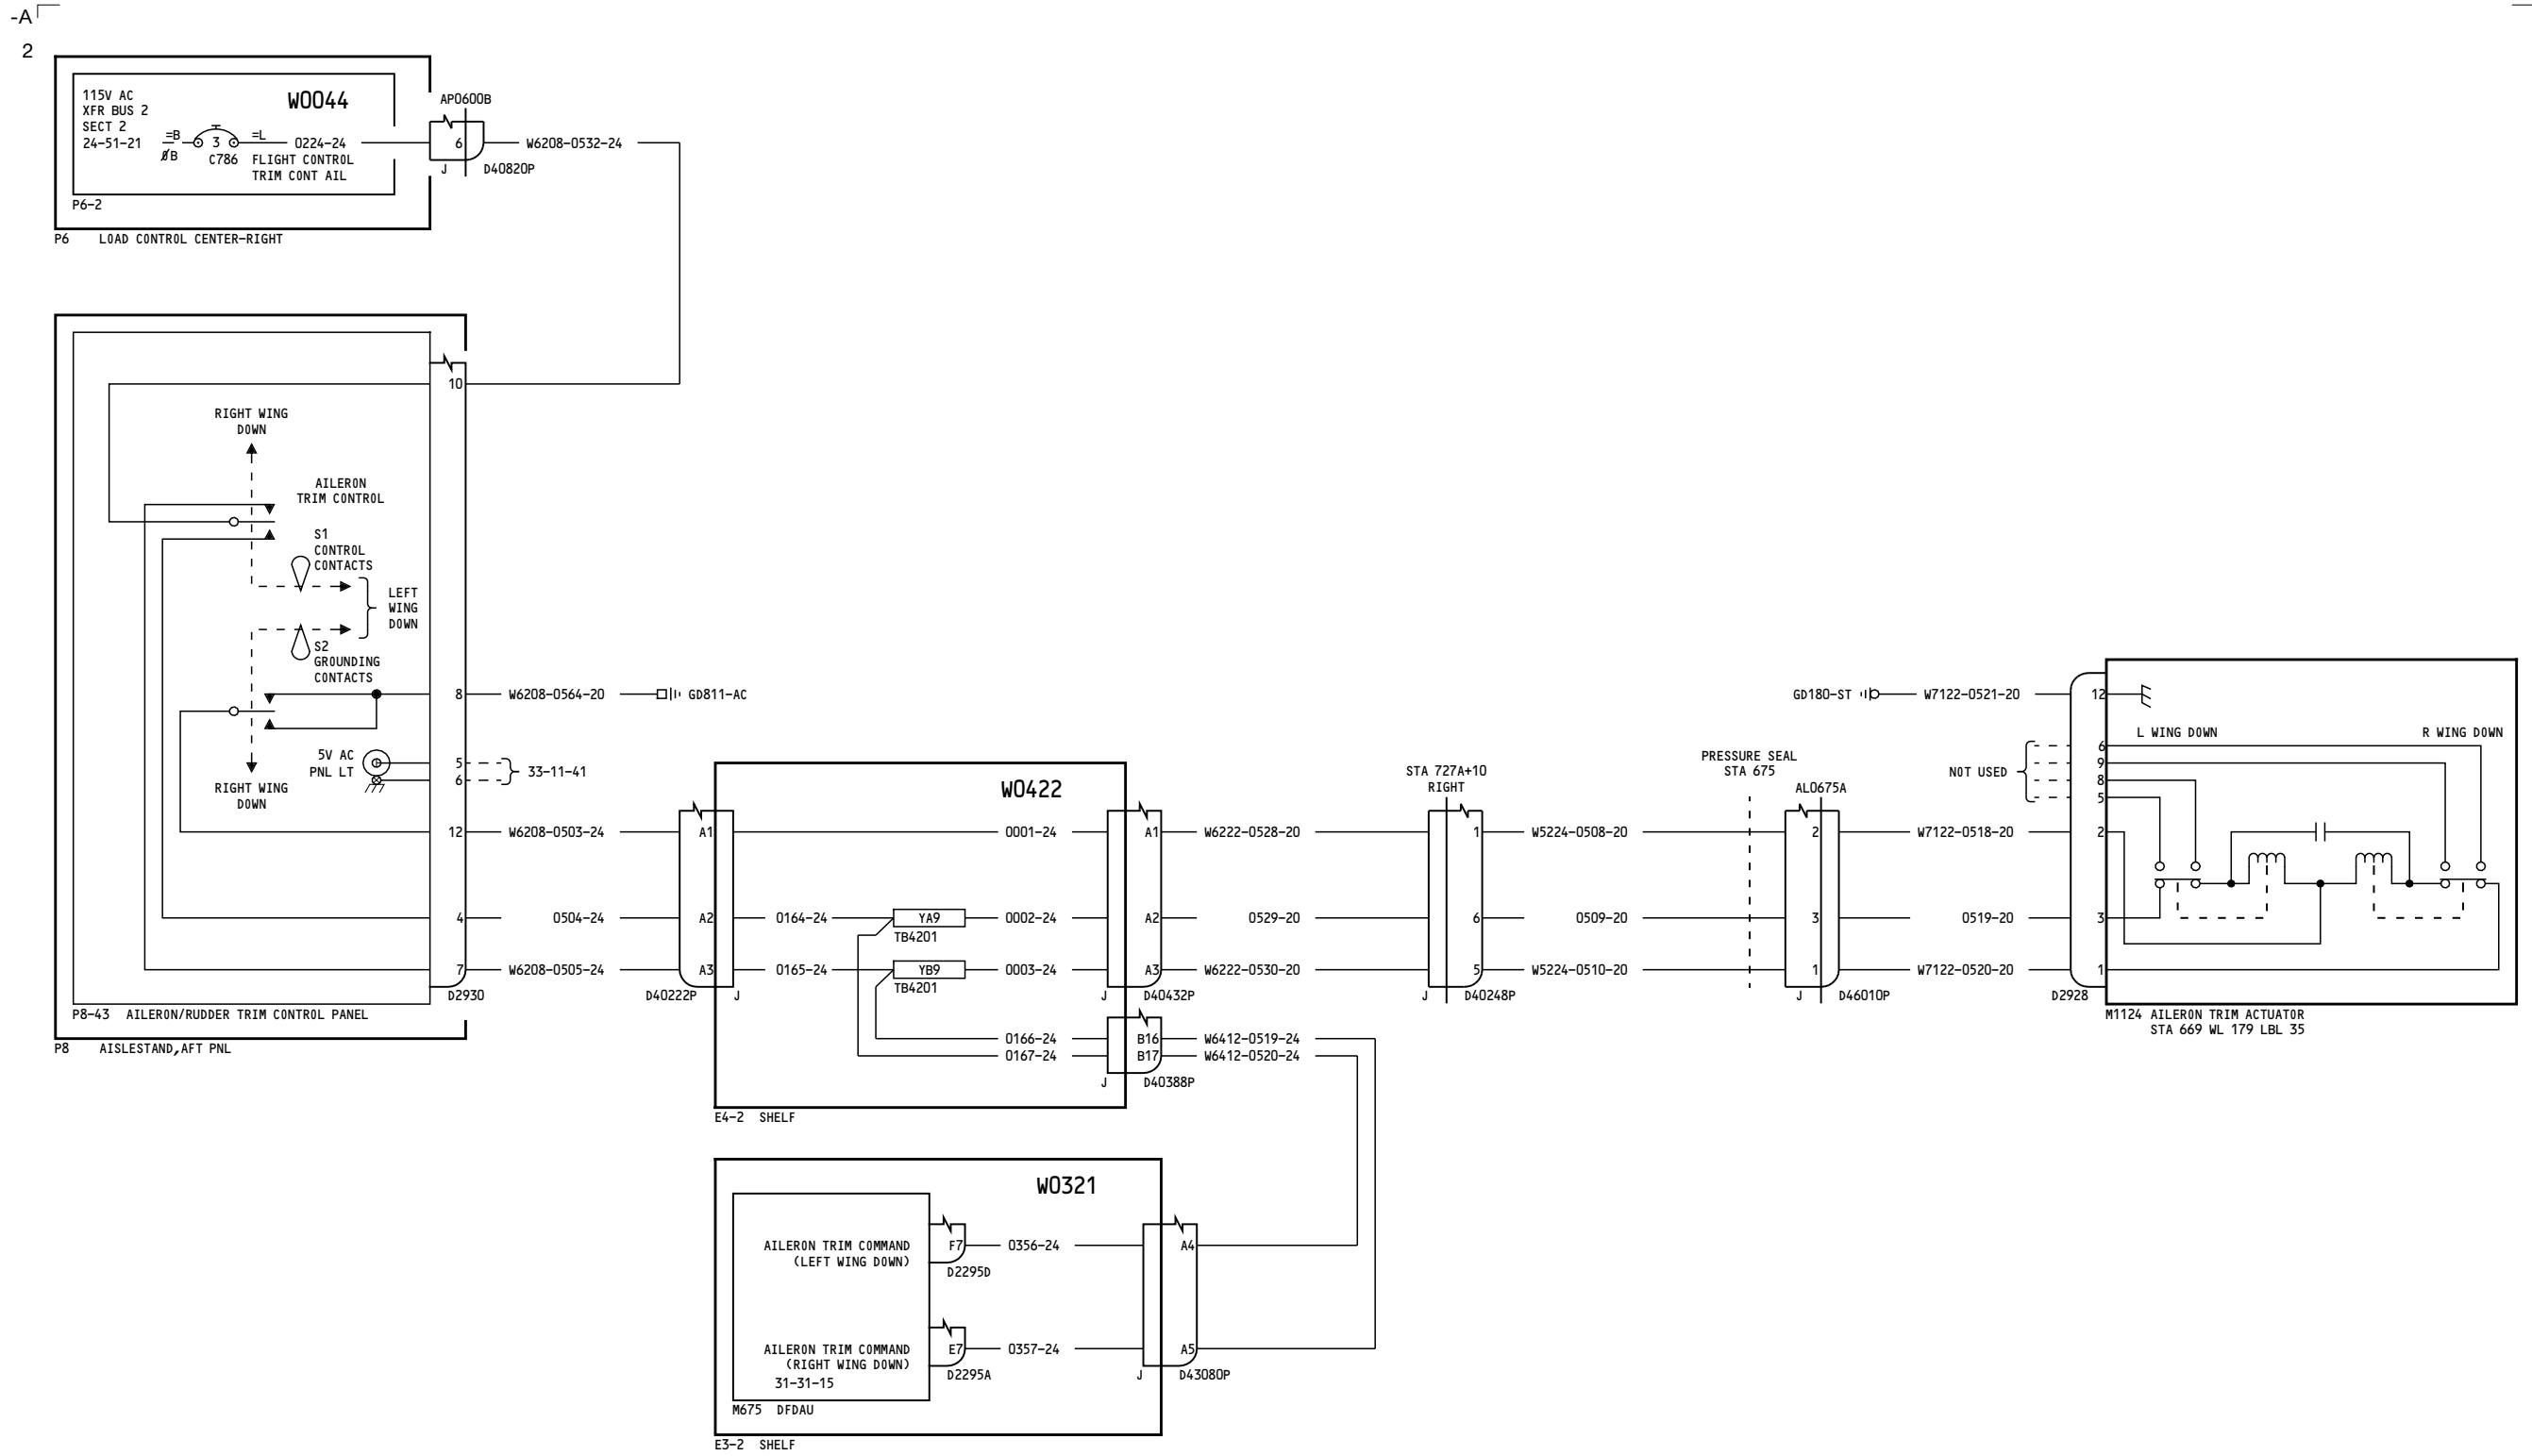 -A
2
115V AC
XFR BUS 2
SECT 2
24-51-21
W0044
=B
ØB
3
C786
=L
0224-24
FLIGHT CONTROL
TRIM CONT AIL
P6-2
P6 LOAD CONTROL CENTER-RIGHT
AP0600B
6
J
D40820P
W6208-0532-24
10
RIGHT WING
DOWN
AILERON
TRIM CONTROL
S1
CONTROL
CONTACTS
LEFT
WING
DOWN
S2
GROUNDING
CONTACTS
8
W6208-0564-20
GD811-AC
5V AC
PNL LT
5
6
33-11-41
RIGHT WING
DOWN
12
W6208-0503-24
4
0504-24
7
W6208-0505-24
D2930
P8-43 AILERON/RUDDER TRIM CONTROL PANEL
P8 AISLESTAND,AFT PNL
W0422
A1
A2
A3
D40222P
J
0001-24
0164-24
YA9
TB4201
0002-24
0165-24
YB9
TB4201
0003-24
0166-24
0167-24
A1
A2
A3
J
D40432P
B16
B17
J
D40388P
E4-2 SHELF
W6222-0528-20
0529-20
W6222-0530-20
W6412-0519-24
W6412-0520-24
STA 727A+10
RIGHT
1
6
5
J
D40248P
W5224-0508-20
0509-20
W5224-0510-20
PRESSURE SEAL
STA 675
AL0675A
2
3
1
J
D46010P
GD180-ST
W7122-0521-20
NOT USED
W7122-0518-20
0519-20
W7122-0520-20
12
6
9
8
5
2
3
1
D2928
L WING DOWN
R WING DOWN
M1124 AILERON TRIM ACTUATOR
STA 669 WL 179 LBL 35
W0321
AILERON TRIM COMMAND
(LEFT WING DOWN)
F7
D2295D
0356-24
A4
AILERON TRIM COMMAND
(RIGHT WING DOWN)
31-31-15
E7
D2295A
0357-24
A5
J
D43080P
M675 DFDAU
E3-2 SHELF